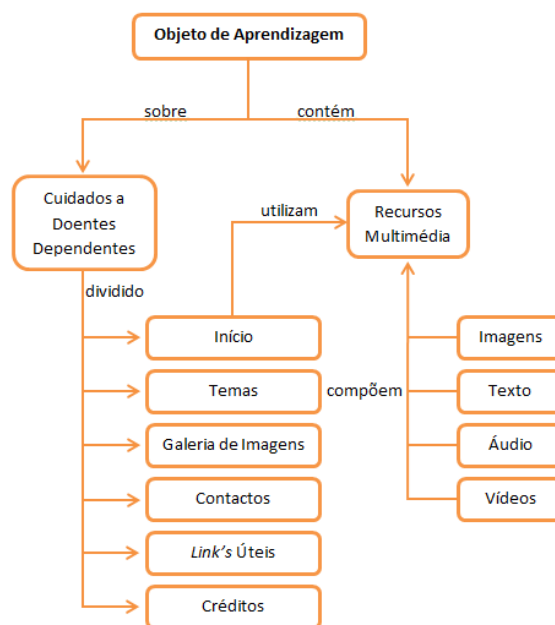 Objeto de Aprendizagem
sobre
contém
Cuidados a
Doentes
Dependentes
utilizam
Recursos
Multimédia
dividido
Início
Imagens
Temas
compõem
Texto
Galeria de Imagens
Áudio
Contactos
Vídeos
Link's Úteis
Créditos